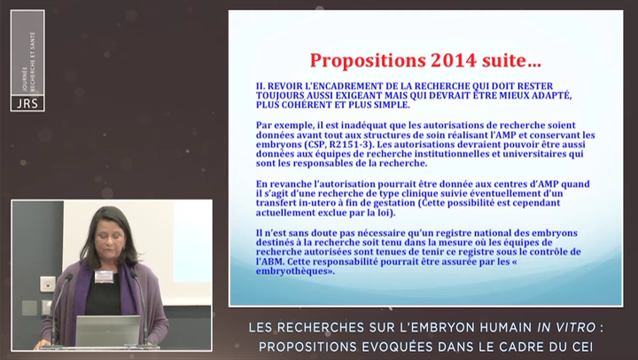 JOURNÉE
RECHERCHE ET SANTÉ
JRS
Propositions 2014 suite...
II. REVOIR L'ENCADREMENT DE LA RECHERCHE QUI DOIT RESTER
TOUJOURS AUSSI EXIGEANT MAIS QUI DEVRAIT ÊTRE MIEUX ADAPTÉ,
PLUS COHÉRENT ET PLUS SIMPLE.
Par exemple, il est inadéquat que les autorisations de recherche soient
données avant tout aux structures de soin réalisant l'AMP et conservant les
embryons (CSP, R2151-3). Les autorisations devraient pouvoir être aussi
données aux équipes de recherche institutionnelles et universitaires qui
sont les responsables de la recherche.
En revanche l'autorisation pourrait être donnée aux centres d'AMP quand
il s'agit d'une recherche de type clinique suivie éventuellement d'un
transfert in-utero à fin de gestation (Cette possibilité est cependant
actuellement exclue par la loi).
Il n'est sans doute pas nécessaire qu'un registre national des embryons
destinés à la recherche soit tenu dans la mesure où les équipes de
recherche autorisées sont tenues de tenir ce registre sous le contrôle de
l'ABM. Cette responsabilité pourrait être assurée par les «
embryothèques».
LES RECHERCHES SUR L'EMBRYON HUMAIN IN VITRO :
PROPOSITIONS EVOQUÉES DANS LE CADRE DU CEI